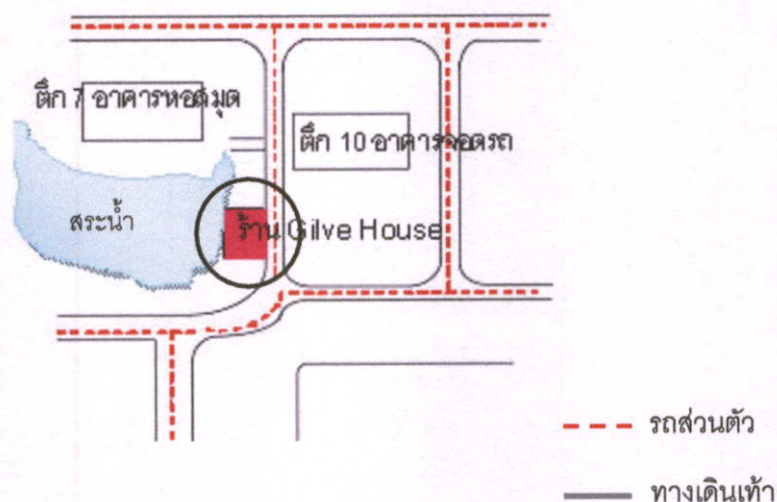 ตึก 7 อาคารหอสมุด
ตึก 10 อาคารจอดรถ
สระน้ำ
ร้าน Gilve House
รถส่วนตัว
ทางเดินเท้า